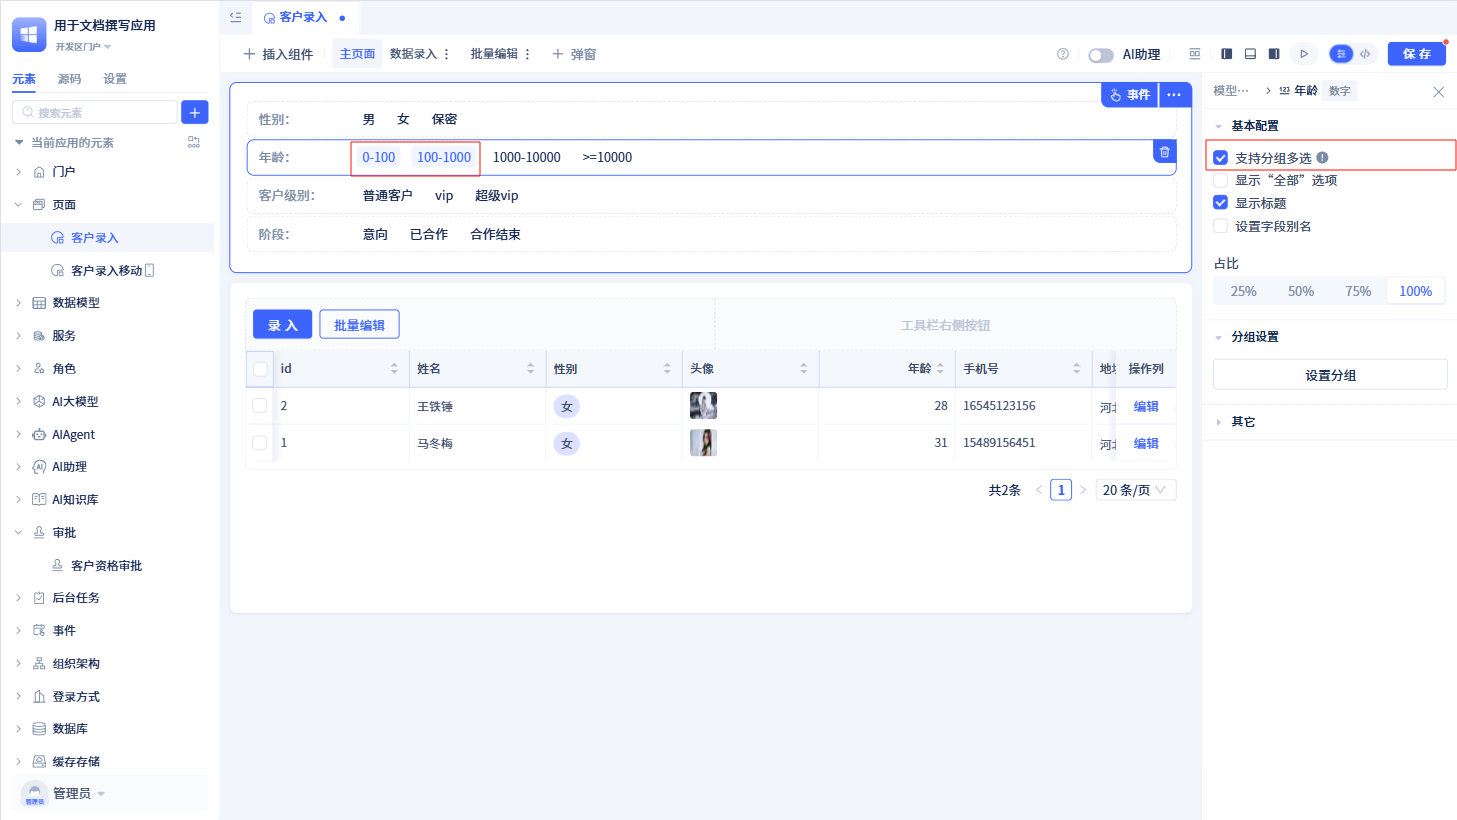 用于文档撰写应用
开发区门户
元素 源码 设置
搜索元素
当前应用的元素
门户
页面
客户录入
客户录入移动
数据模型
服务
角色
AI大模型
AIAgent
AI助理
AI知识库
审批
客户资格审批
后台任务
事件
组织架构
登录方式
数据库
缓存存储
管理员
管理员
客户录入
插入组件 主页面 数据录入 批量编辑 弹窗
AI助理
保 存
事件
性别： 男 女 保密
年龄： 0-100 100-1000 1000-10000 >=10000
客户级别： 普通客户 vip 超级vip
阶段： 意向 已合作 合作结束
录 入 批量编辑 工具栏右侧按钮
id 姓名 性别 头像 年龄 手机号 地 操作列
2 王铁锤 女 28 16545123156 河 编辑
1 马冬梅 女 31 15489156451 河 编辑
共2条 1 20 条/页
模型··· 年龄 数字
基本配置
支持分组多选
显示“全部”选项
显示标题
设置字段别名
占比
25% 50% 75% 100%
分组设置
设置分组
其它